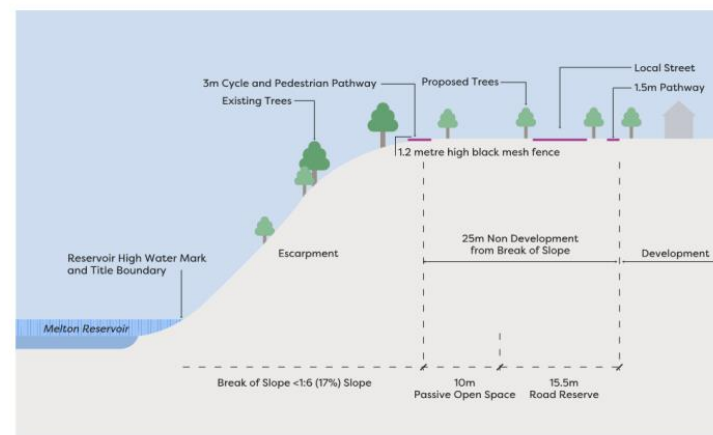 Local Street
3m Cycle and Pedestrian Pathway
Proposed Trees
1.5m Pathway
Existing Trees
1.2 metre high black mesh fence
25m Non Development
from Break of Slope
Escarpment
Development
Reservoir High Water Mark
and Title Boundary
Melton Reservoir
Break of Slope <1:6 (17%) Slope
10m
Passive Open Space
15.5m
Road Reserve